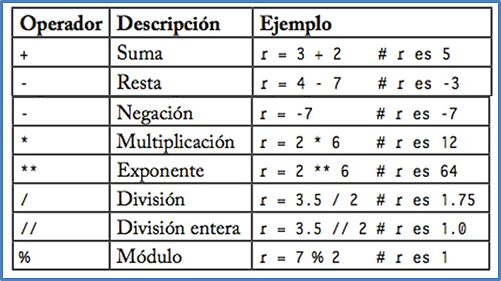 Operador Descripción Ejemplo
+ Suma r = 3 + 2 # r es 5
- Resta r = 4 - 7 # r es -3
- Negación r = -7 # r es -7
* Multiplicación r = 2 * 6 # r es 12
** Exponente r = 2 ** 6 # r es 64
/ División r = 3.5 / 2 # r es 1.75
// División entera r = 3.5 // 2 # r es 1.0
% Módulo r = 7 % 2 # r es 1